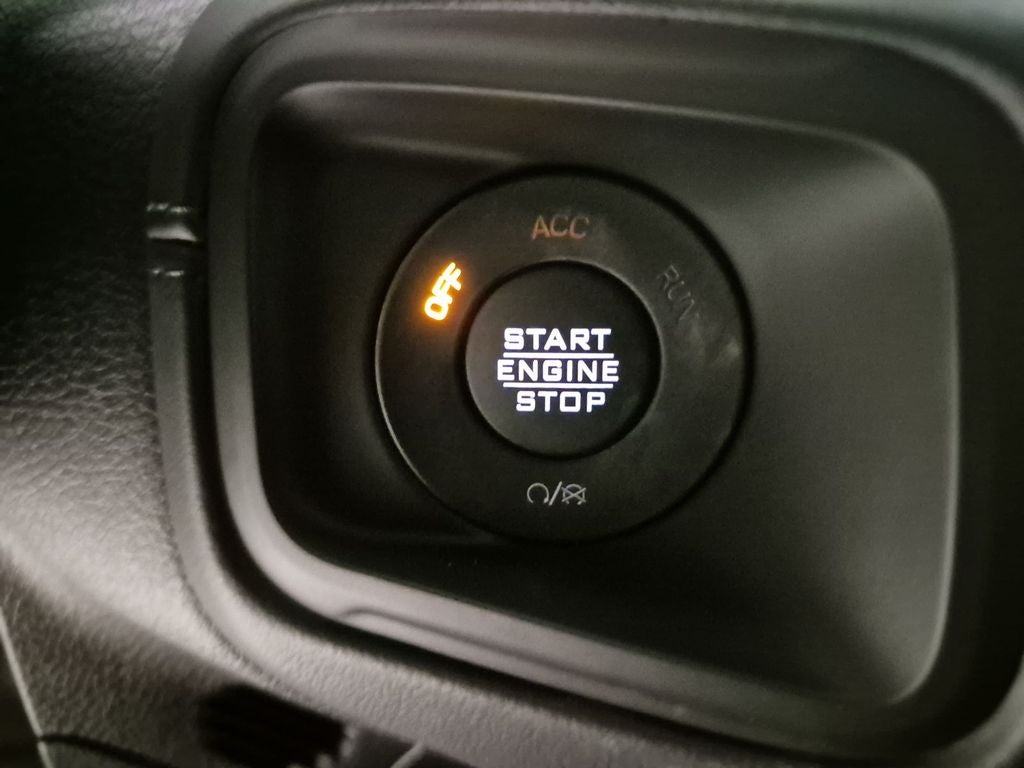 ACC
OFF
RUN
START
ENGINE
STOP